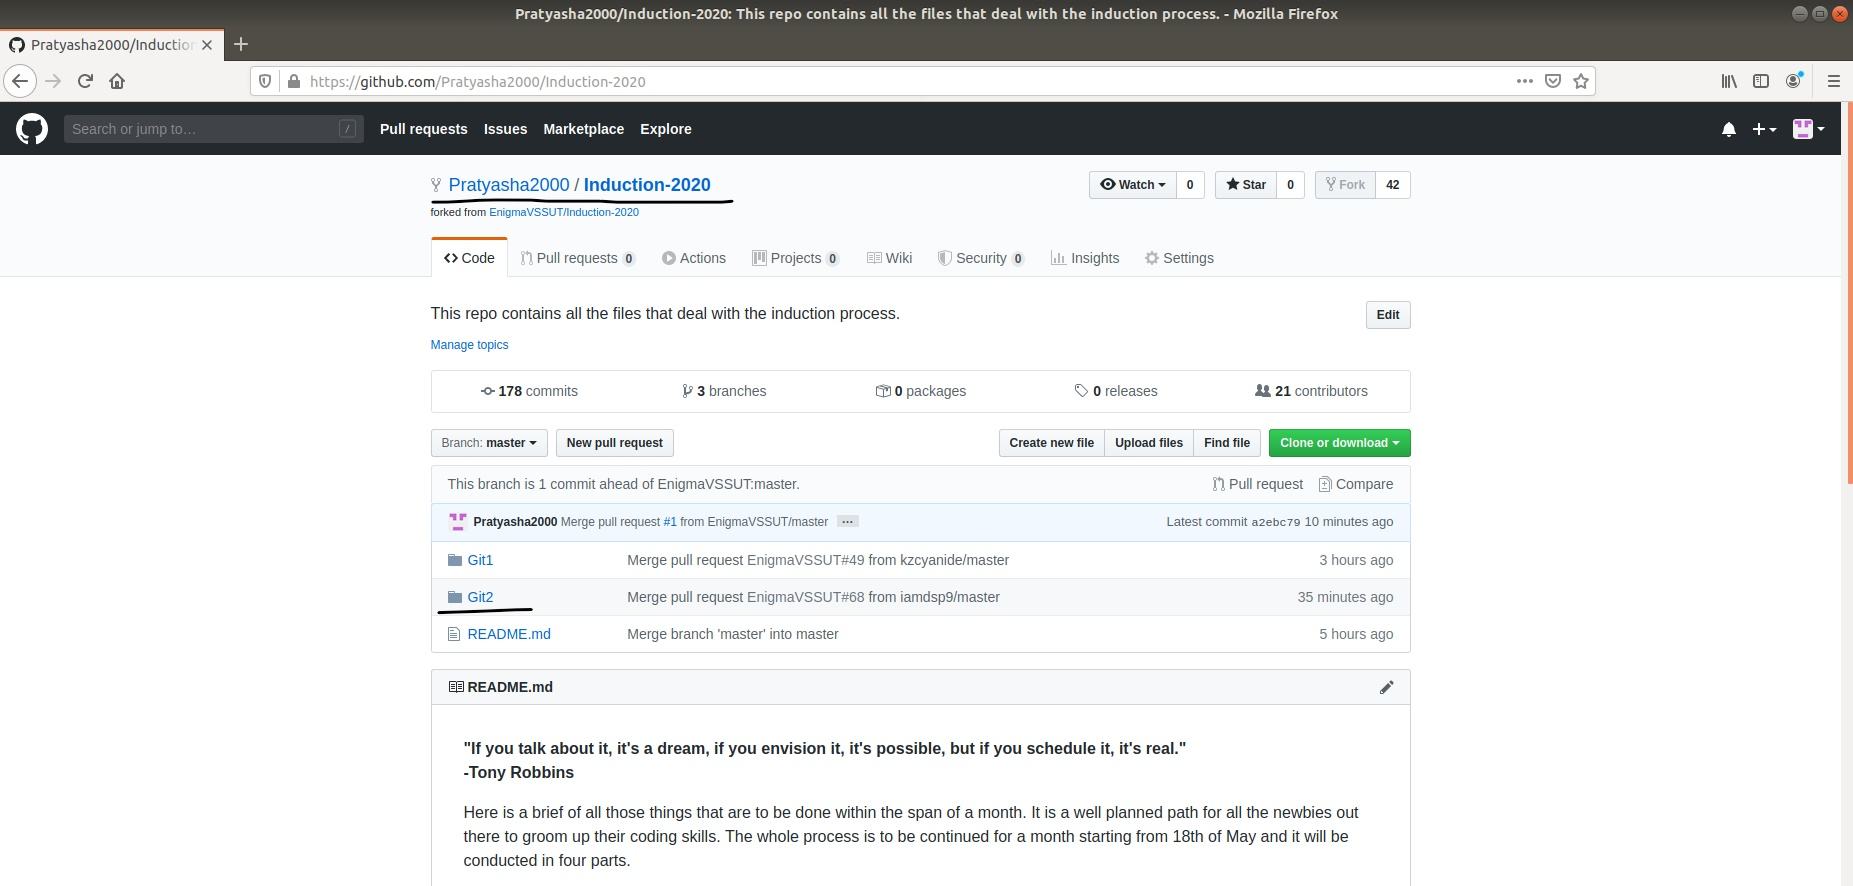 Pratyasha2000/Induction-2020: This repo contains all the files that deal with the induction process. - Mozilla Firefox
Pratyasha2000/Induction
https://github.com/Pratyasha2000/Induction-2020
Search or jump to… / Pull requests Issues Marketplace Explore
Pratyasha2000 / Induction-2020 Watch 0 Star 0 Fork 42
forked from EnigmaVSSUT/Induction-2020
Code Pull requests 0 Actions Projects 0 Wiki Security 0 Insights Settings
This repo contains all the files that deal with the induction process. Edit
Manage topics
178 commits 3 branches 0 packages 0 releases 21 contributors
Branch: master New pull request Create new file Upload files Find file Clone or download
This branch is 1 commit ahead of EnigmaVSSUT:master. Pull request Compare
Pratyasha2000 Merge pull request #1 from EnigmaVSSUT/master … Latest commit a2ebc79 10 minutes ago
Git1 Merge pull request EnigmaVSSUT#49 from kzcyanide/master 3 hours ago
Git2 Merge pull request EnigmaVSSUT#68 from iamdsp9/master 35 minutes ago
README.md Merge branch 'master' into master 5 hours ago
README.md
"If you talk about it, it's a dream, if you envision it, it's possible, but if you schedule it, it's real."
-Tony Robbins
Here is a brief of all those things that are to be done within the span of a month. It is a well planned path for all the newbies out
there to groom up their coding skills. The whole process is to be continued for a month starting from 18th of May and it will be
conducted in four parts.